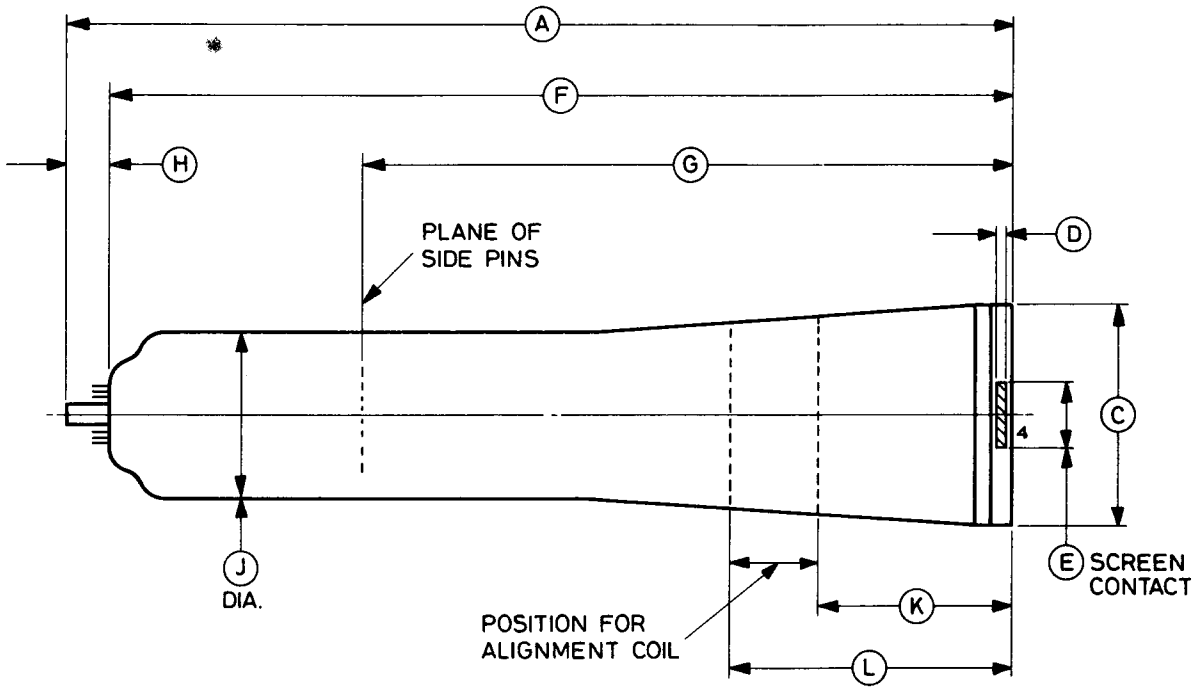 A
F
H
G
D
PLANE OF
SIDE PINS
C
4
J
DIA.
E SCREEN
CONTACT
K
POSITION FOR
ALIGNMENT COIL
L